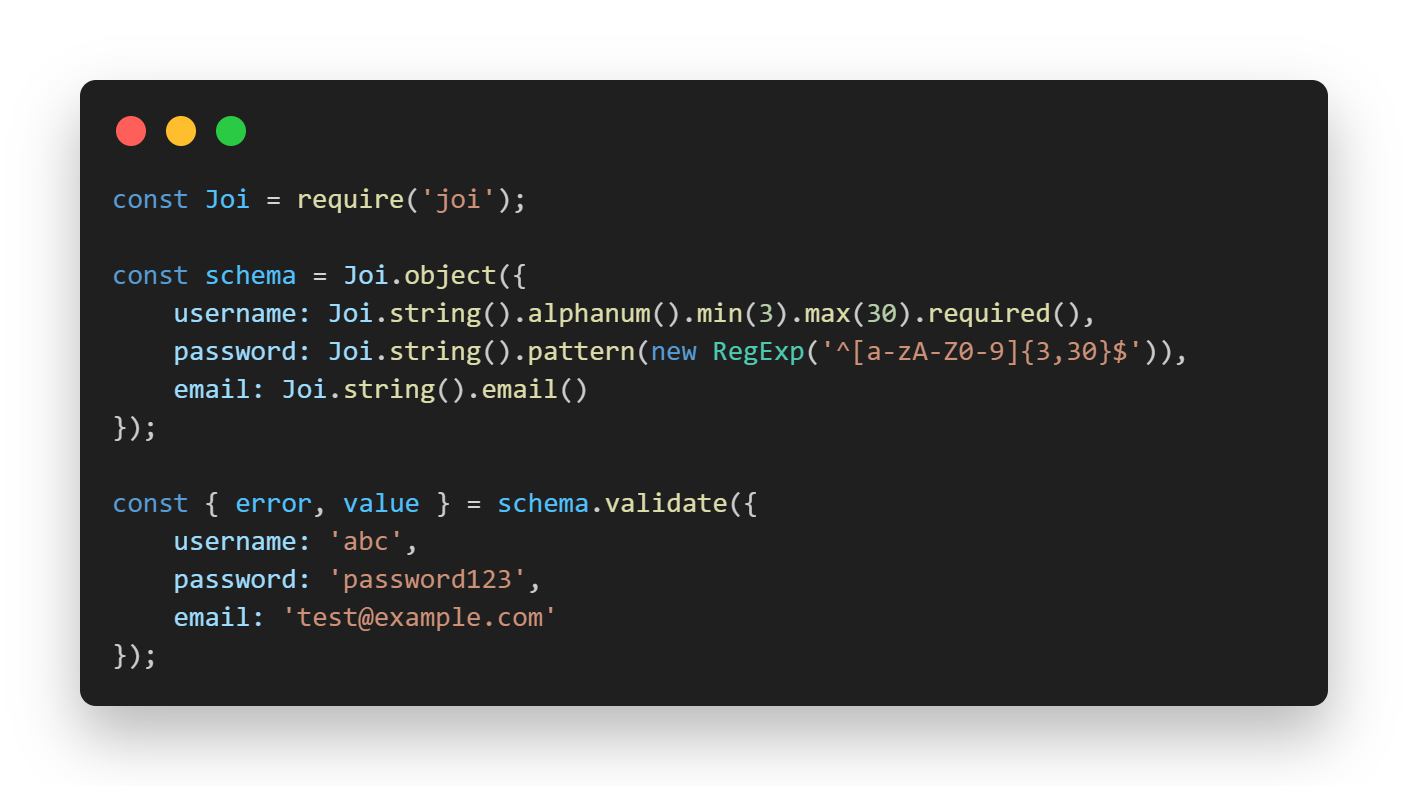 const Joi = require('joi');

const schema = Joi.object({
    username: Joi.string().alphanum().min(3).max(30).required(),
    password: Joi.string().pattern(new RegExp('^[a-zA-Z0-9]{3,30}$')),
    email: Joi.string().email()
});

const { error, value } = schema.validate({
    username: 'abc',
    password: 'password123',
    email: 'test@example.com'
});